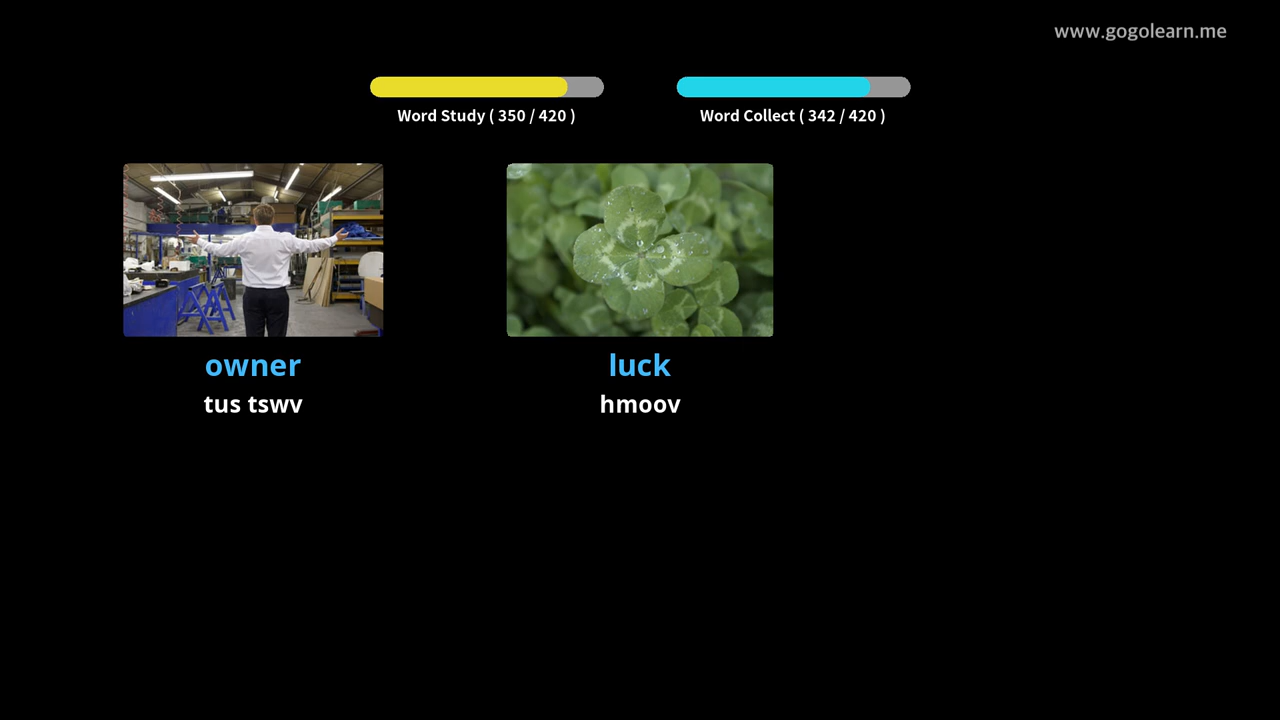 www.gogolearn.me
Word Study ( 350 / 420 )
Word Collect ( 342 / 420 )
owner
tus tswv
luck
hmoov